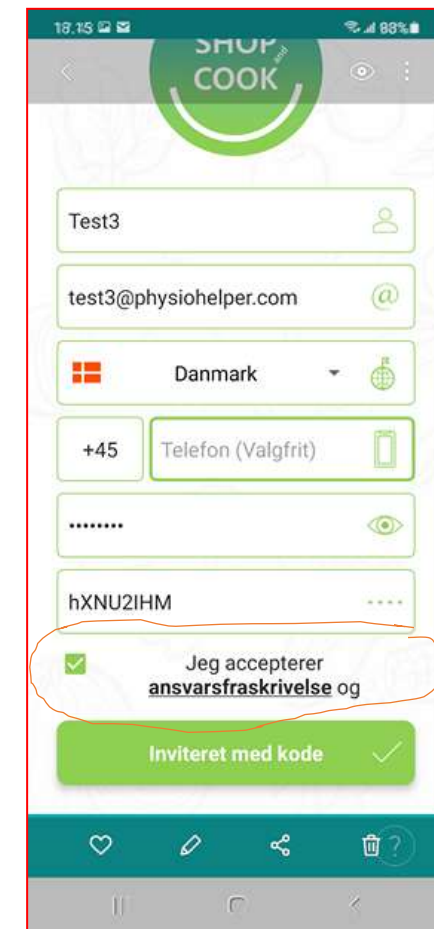 18.15 88%
SHOP and
COOK
Test3
test3@physiohelper.com @
Danmark
+45 Telefon (Valgfrit)
••••••••
hXNU2IHM
Jeg accepterer
ansvarsfraskrivelse og
Inviteret med kode
?